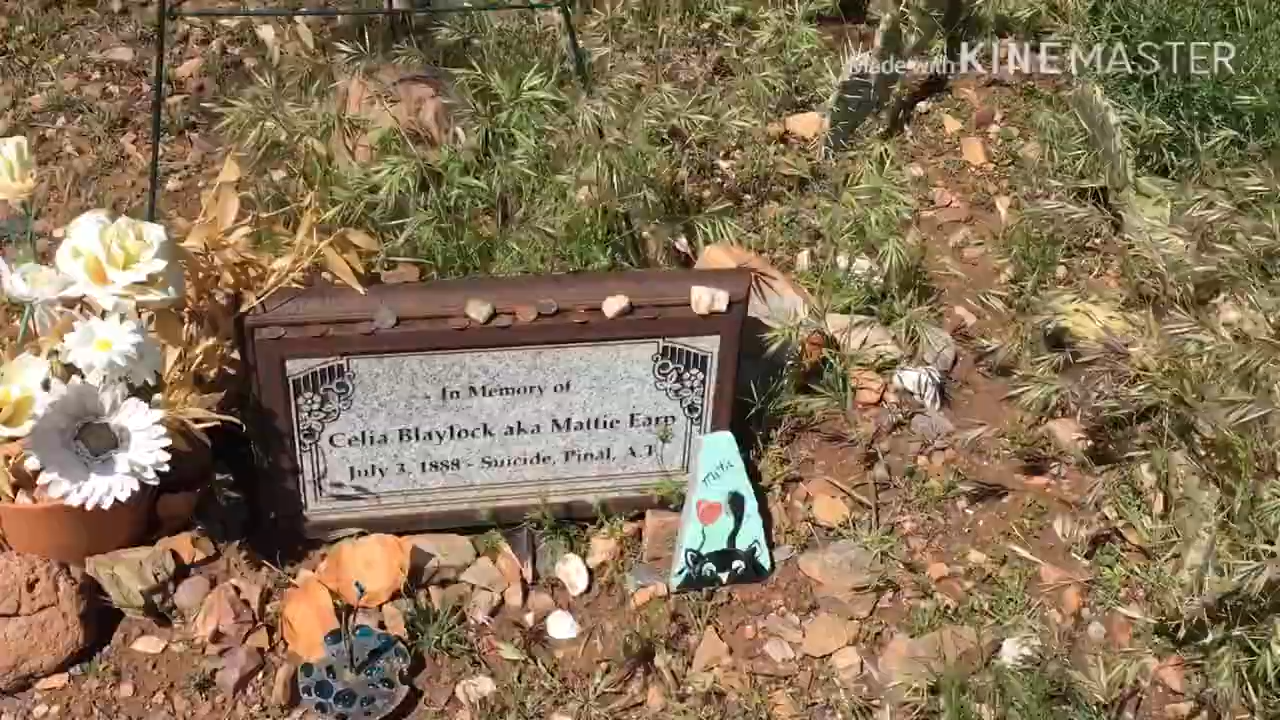 Made with KINEMASTER
In Memory of
Celia Blaylock aka Mattie Earp
July 3, 1888 - Suicide, Pinal, A.T.